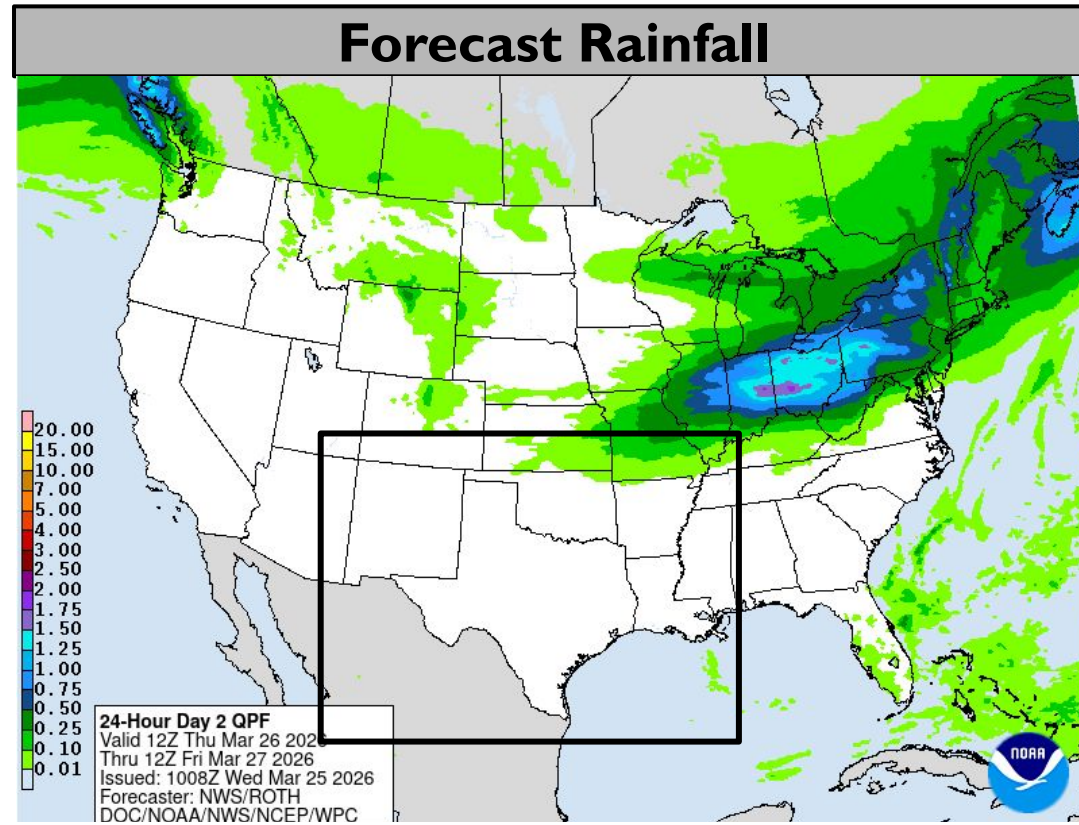 Forecast Rainfall
20.00
15.00
10.00
7.00
5.00
4.00
3.00
2.50
2.00
1.75
1.50
1.25
1.00
0.75
0.50
0.25
0.10
0.01
24-Hour Day 2 QPF
Valid 12Z Thu Mar 26 2026
Thru 12Z Fri Mar 27 2026
Issued: 1008Z Wed Mar 25 2026
Forecaster: NWS/ROTH
DOC/NOAA/NWS/NCEP/WPC
NOAA